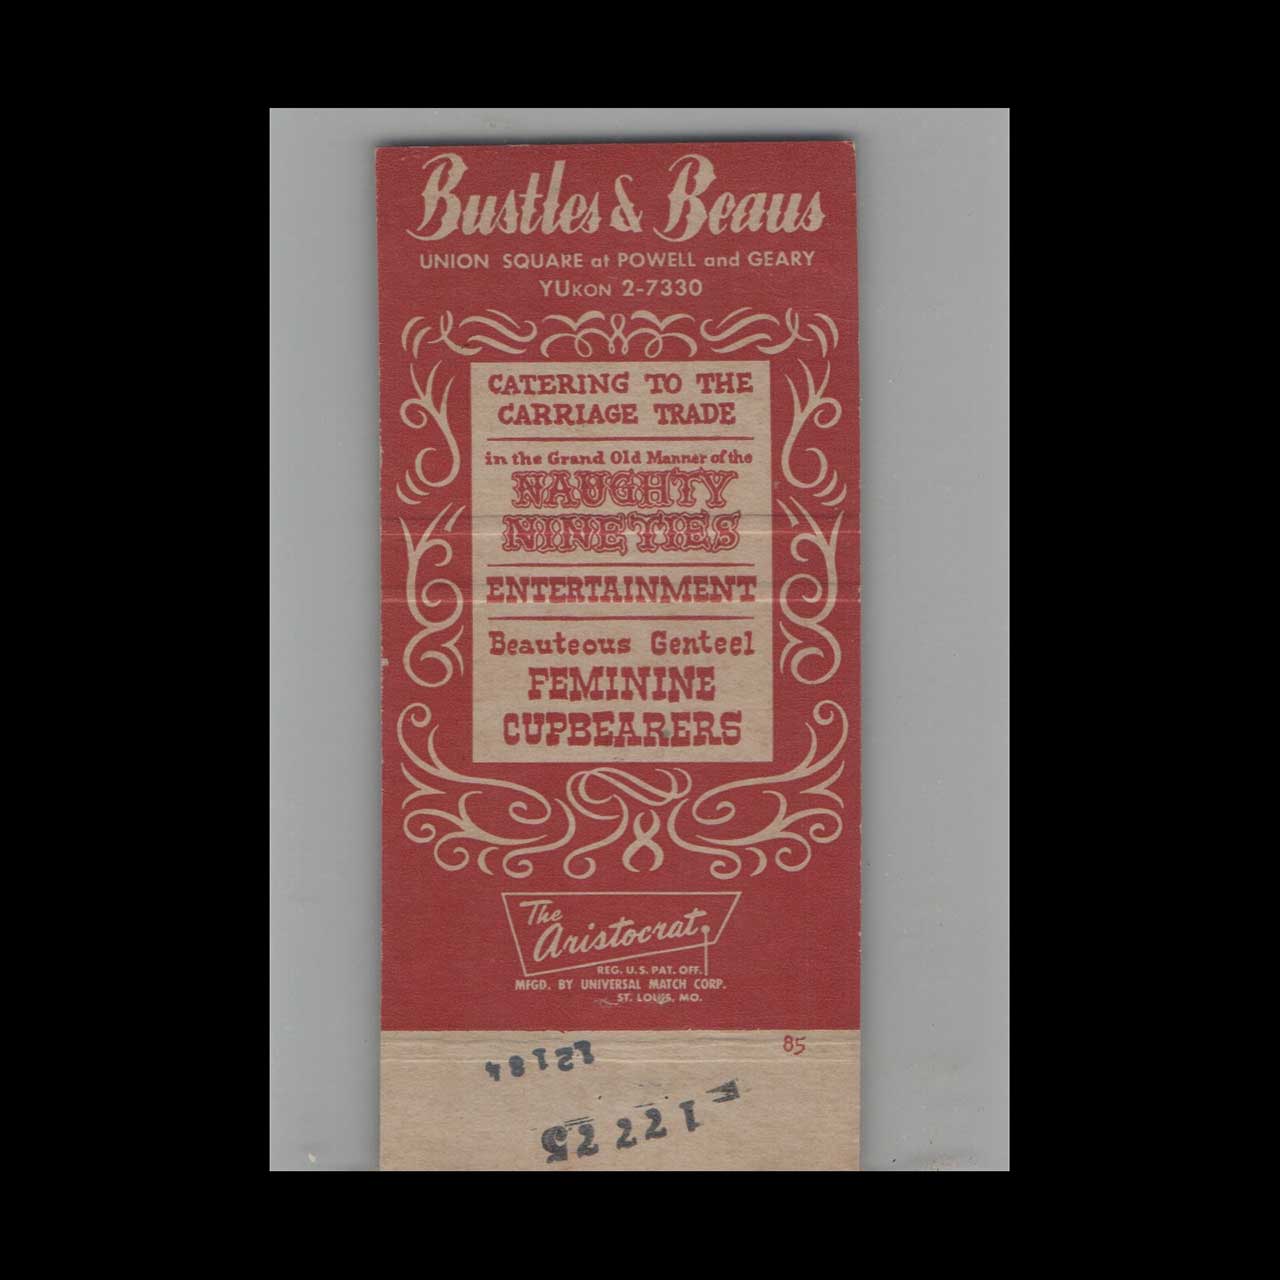 Bustles & Beaus
UNION SQUARE at POWELL and GEARY
YUKON 2-7330
CATERING TO THE
CARRIAGE TRADE
in the Grand Old Manner of the
NAUGHTY
NINETIES
ENTERTAINMENT
Beauteous Genteel
FEMININE
CUPBEARERS
The
Aristocrat
REG. U.S. PAT. OFF.
MFGD. BY UNIVERSAL MATCH CORP.
ST. LOUIS, MO.
85